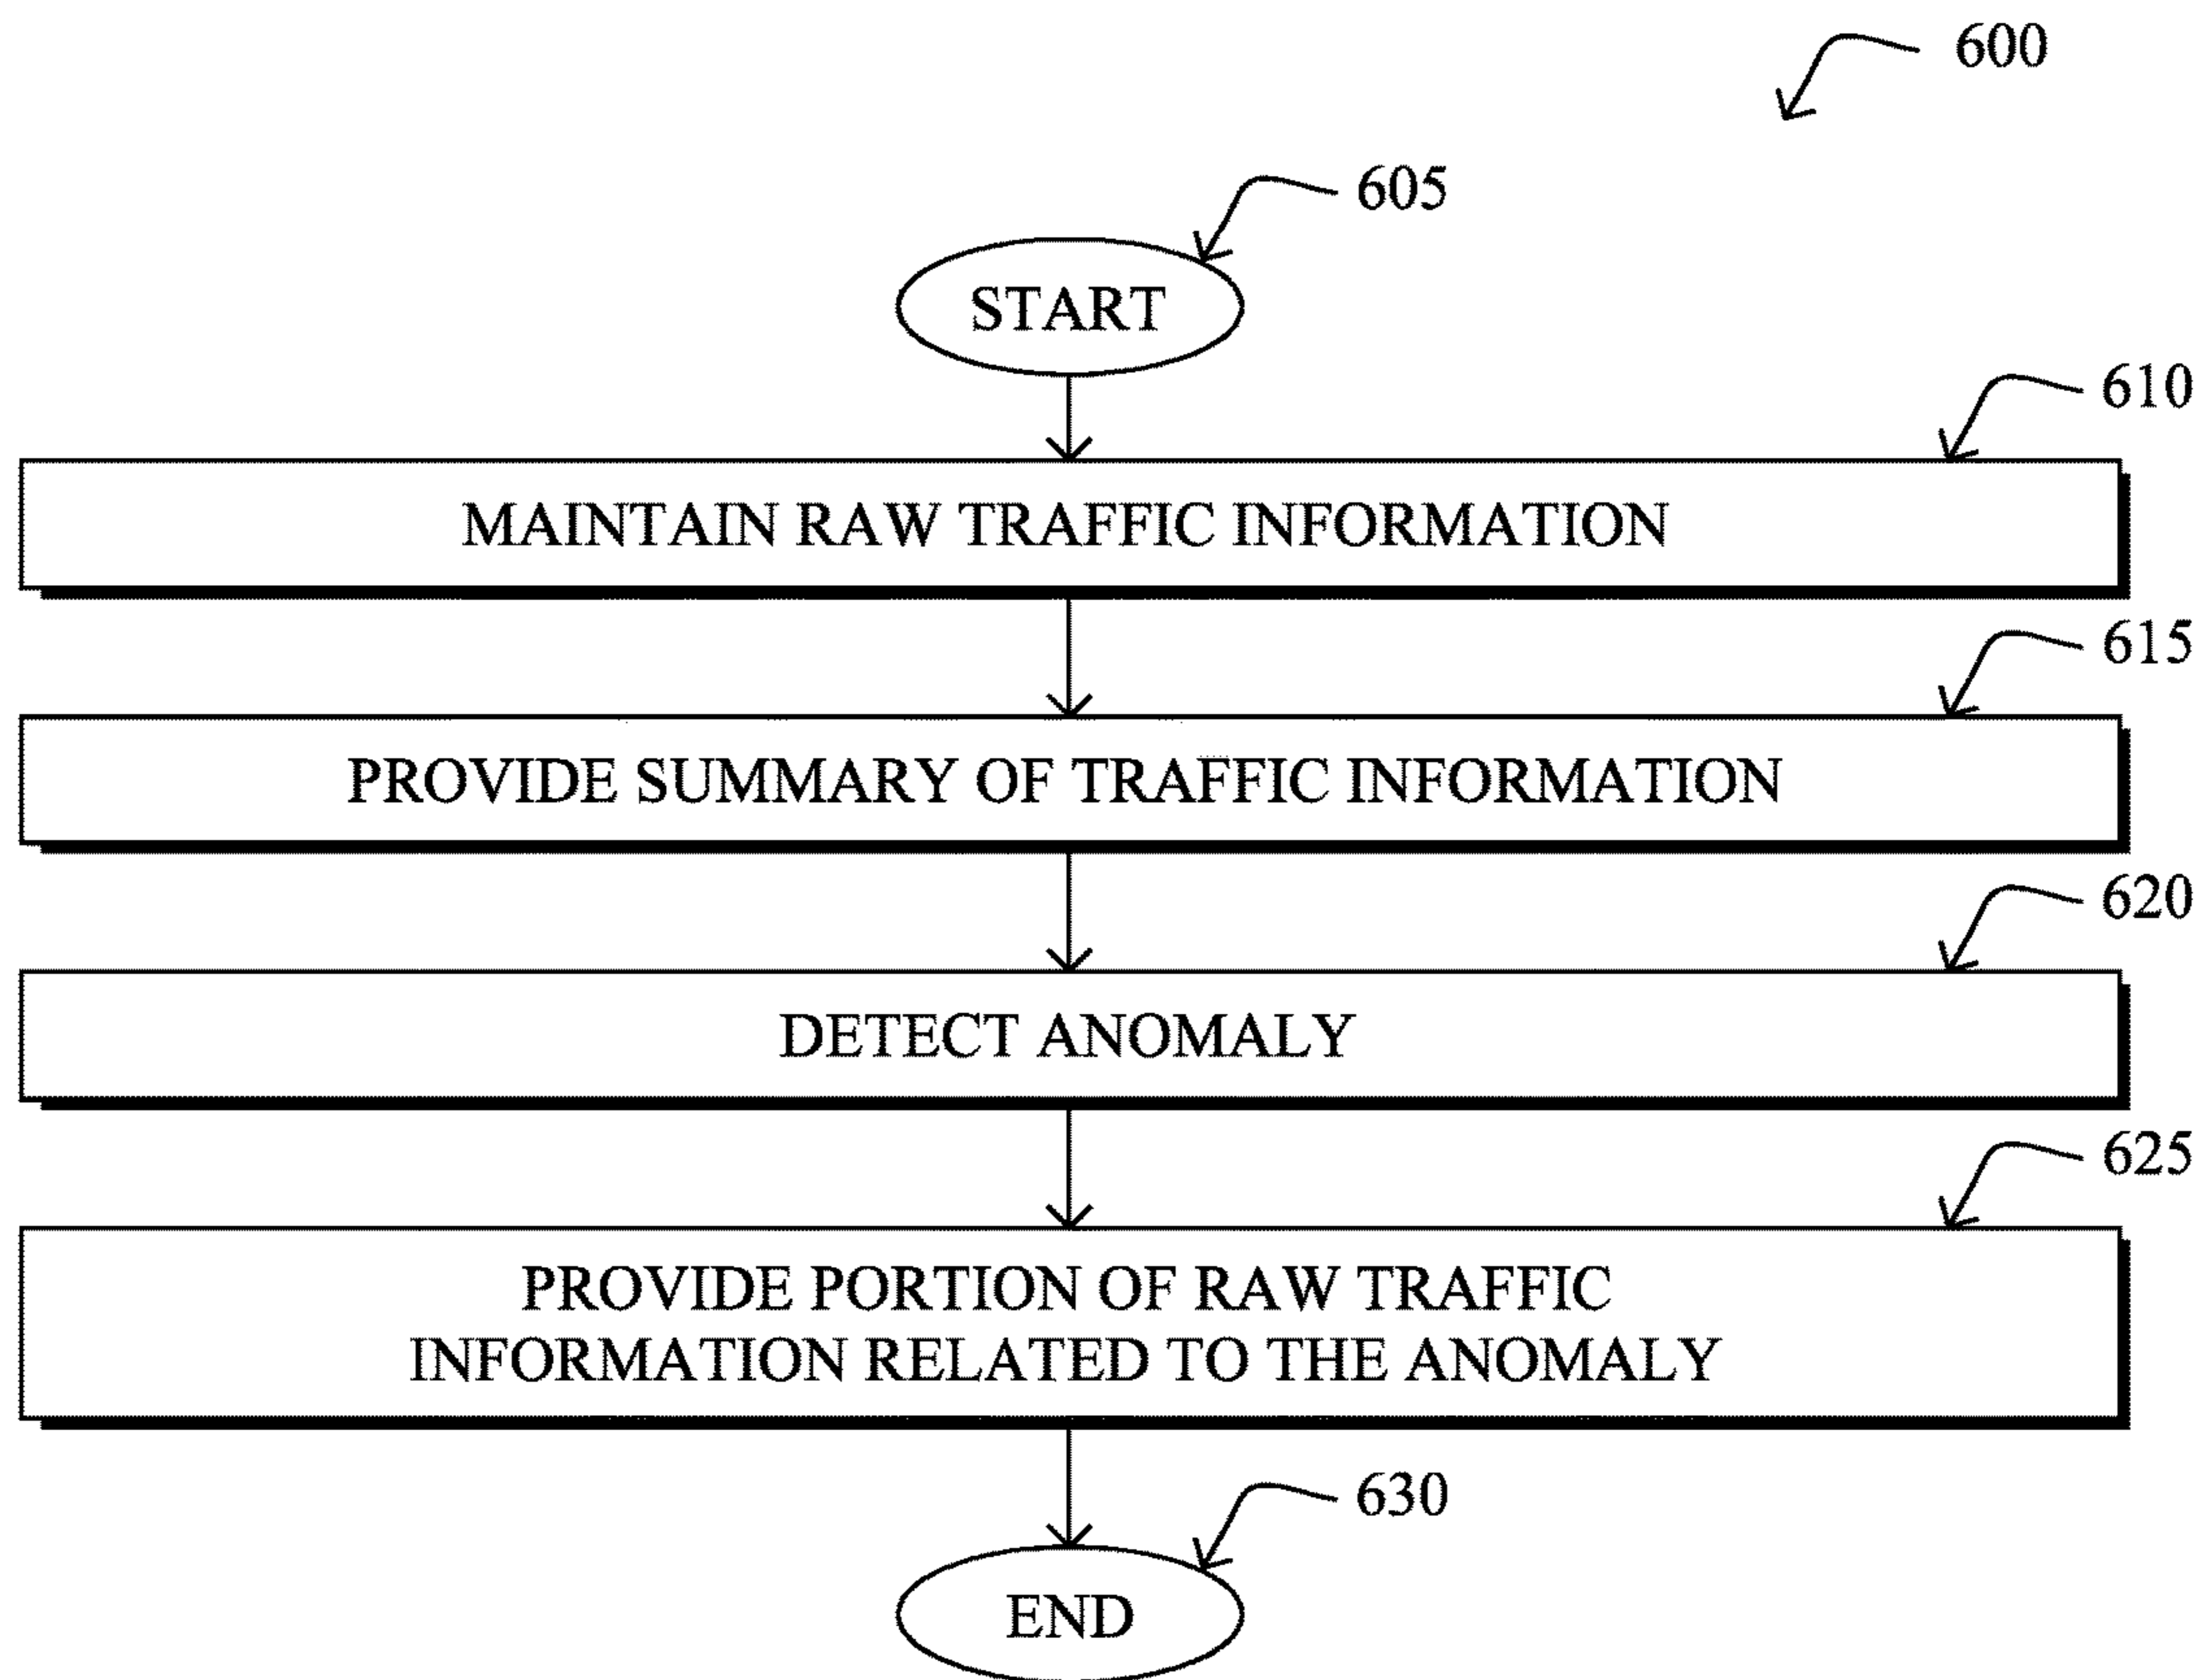 600
605
START
610
MAINTAIN RAW TRAFFIC INFORMATION
615
PROVIDE SUMMARY OF TRAFFIC INFORMATION
620
DETECT ANOMALY
625
PROVIDE PORTION OF RAW TRAFFIC
INFORMATION RELATED TO THE ANOMALY
630
END